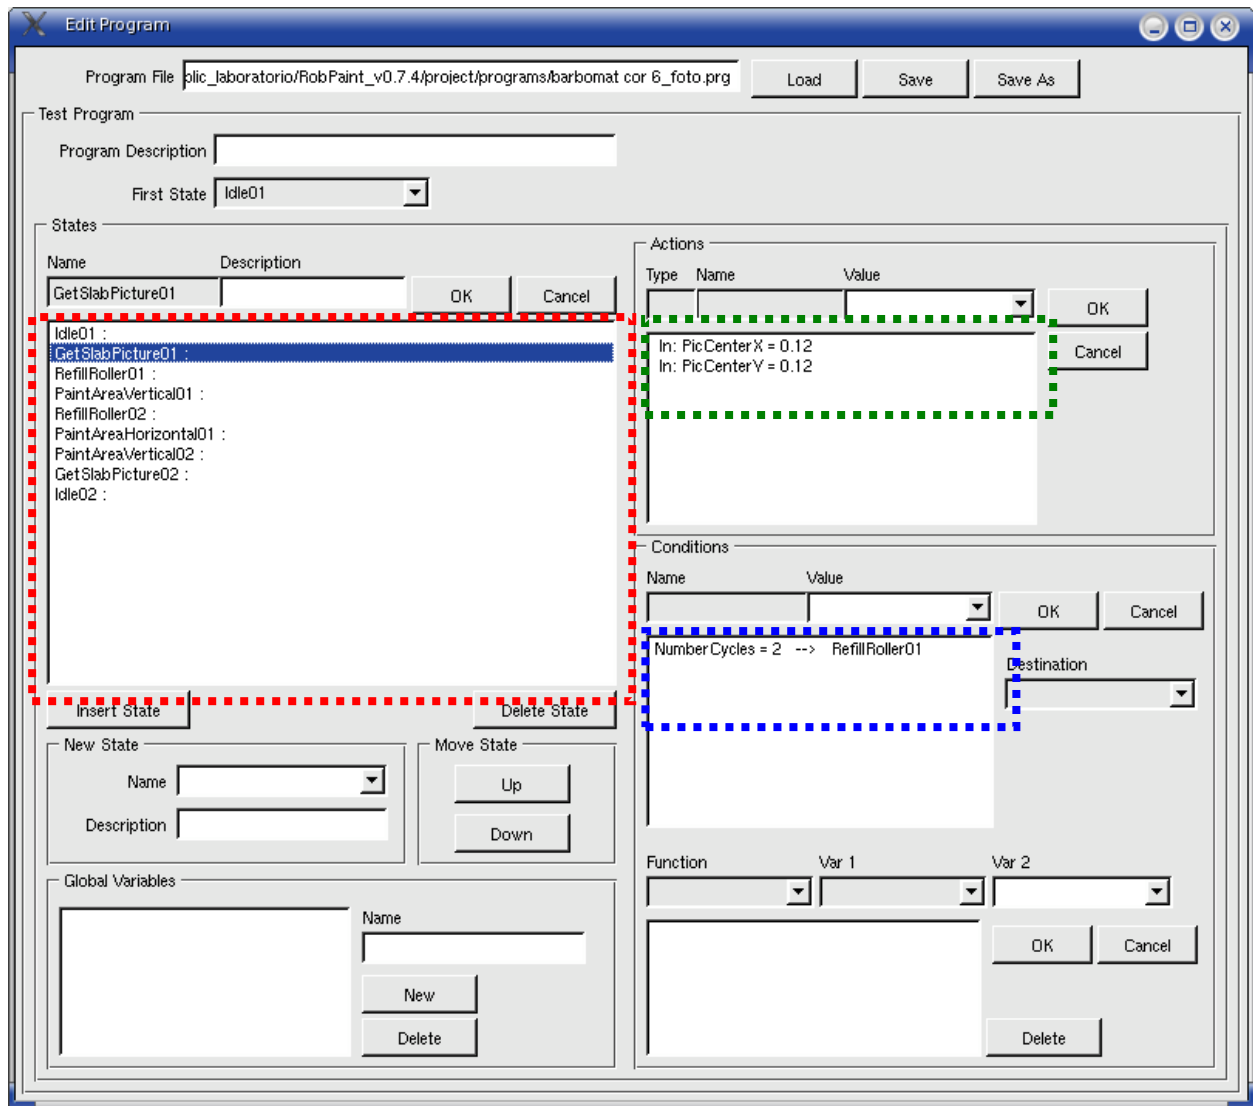 Edit Program
Program File olic_laboratorio/RobPaint_v0.7.4/project/programs/barbomat cor 6_foto.prg Load Save Save As
Test Program
Program Description
First State Idle01
States
Name Description
GetSlabPicture01 OK Cancel
Idle01 :
GetSlabPicture01 :
RefillRoller01 :
PaintAreaVertical01 :
RefillRoller02 :
PaintAreaHorizontal01 :
PaintAreaVertical02 :
GetSlabPicture02 :
Idle02 :
Insert State Delete State
New State
Name
Description
Move State
Up
Down
Global Variables
Name
New
Delete
Actions
Type Name Value
OK
Cancel
In: PicCenterX = 0.12
In: PicCenterY = 0.12
Conditions
Name Value
OK Cancel
NumberCycles = 2 --> RefillRoller01
Destination
Function Var 1 Var 2
OK Cancel
Delete